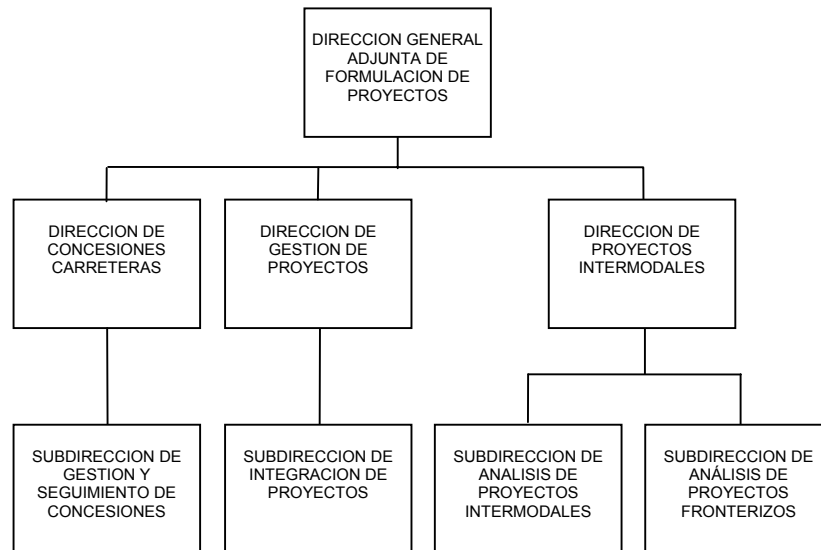 DIRECCION GENERAL
ADJUNTA DE
FORMULACION DE
PROYECTOS
DIRECCION DE
CONCESIONES
CARRETERAS
DIRECCION DE
GESTION DE
PROYECTOS
DIRECCION DE
PROYECTOS
INTERMODALES
SUBDIRECCION DE
GESTION Y
SEGUIMIENTO DE
CONCESIONES
SUBDIRECCION DE
INTEGRACION DE
PROYECTOS
SUBDIRECCION DE
ANALISIS DE
PROYECTOS
INTERMODALES
SUBDIRECCION DE
ANÁLISIS DE
PROYECTOS
FRONTERIZOS